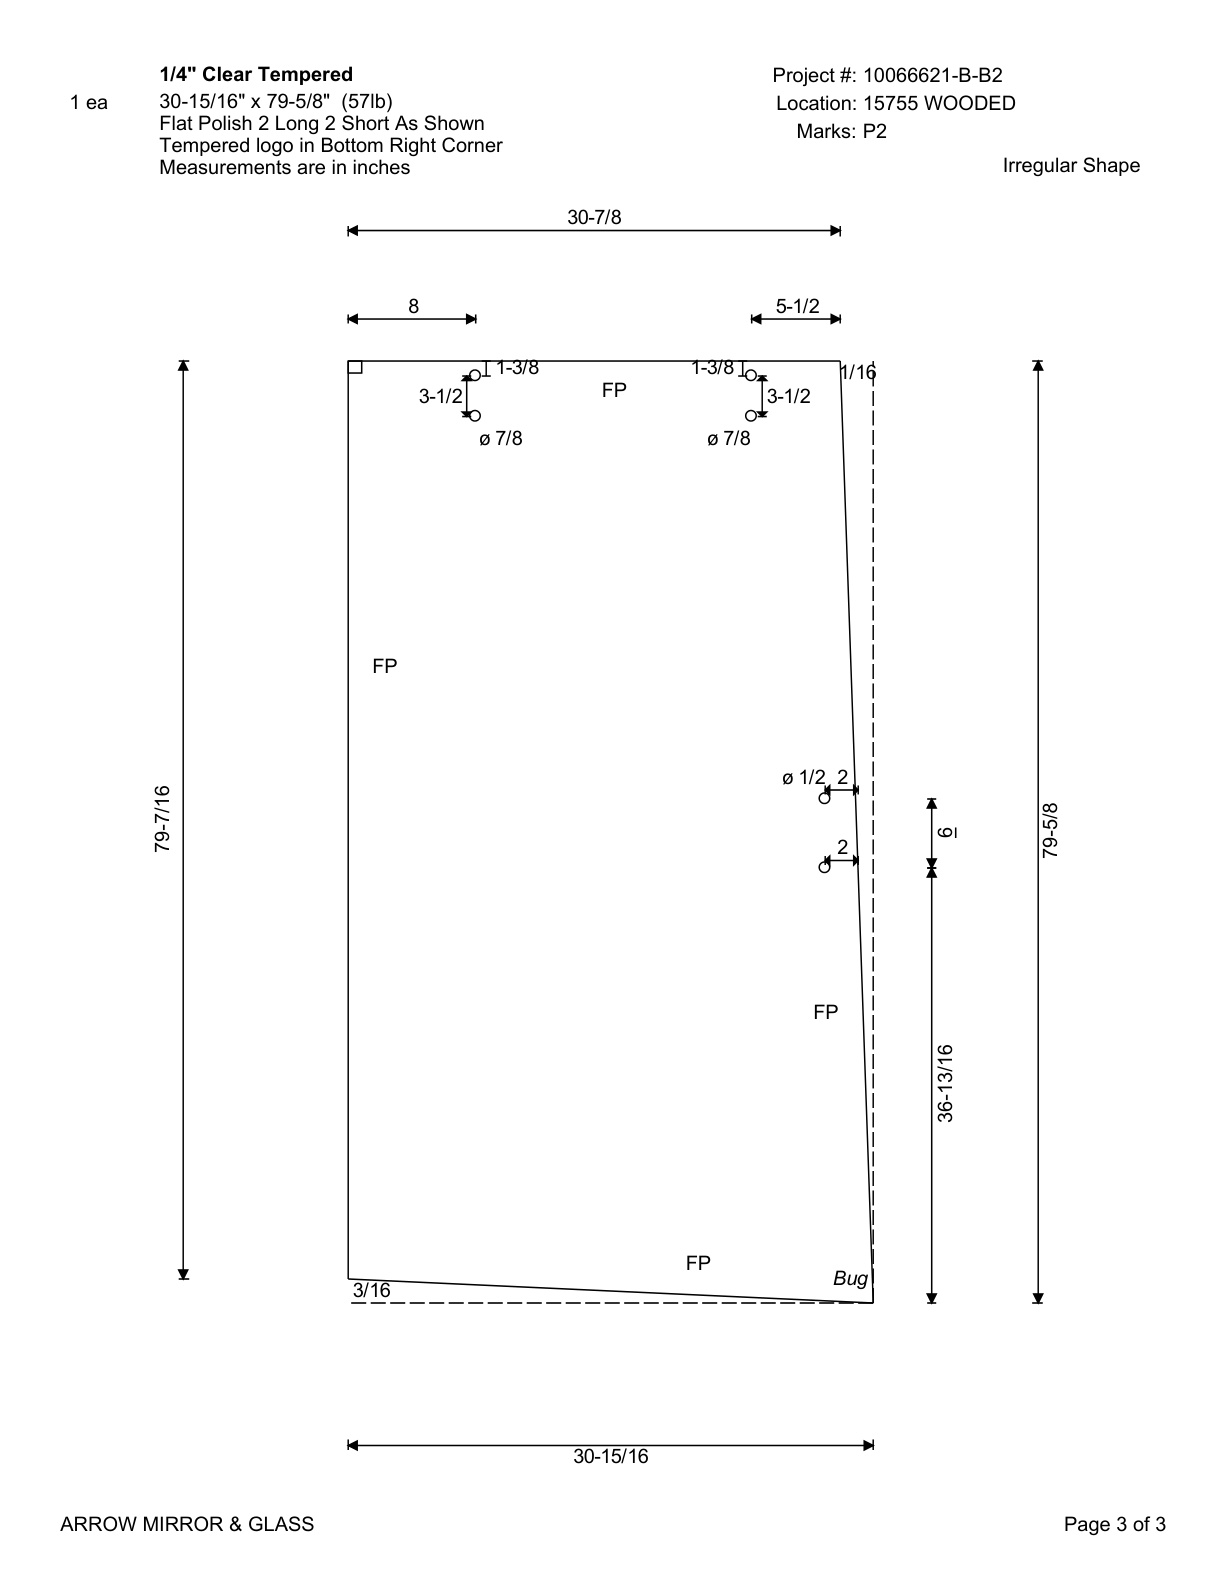 1/4" Clear Tempered
Project #: 10066621-B-B2
1 ea
30-15/16" x 79-5/8" (57lb)
Location: 15755 WOODED
Flat Polish 2 Long 2 Short As Shown
Marks: P2
Tempered logo in Bottom Right Corner
Measurements are in inches
Irregular Shape
30-7/8
8
5-1/2
1-3/8
1-3/8
1/16
FP
3-1/2
3-1/2
ø 7/8
ø 7/8
FP
ø 1/2
2
79-7/16
6
79-5/8
2
FP
36-13/16
FP
Bug
3/16
30-15/16
ARROW MIRROR & GLASS
Page 3 of 3